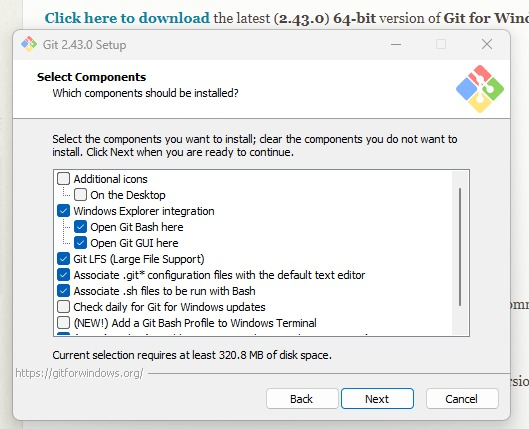 Click here to download the latest (2.43.0) 64-bit version of Git for Wind
Git 2.43.0 Setup
Select Components
Which components should be installed?
Select the components you want to install; clear the components you do not want to
install. Click Next when you are ready to continue.
Additional icons
On the Desktop
Windows Explorer integration
Open Git Bash here
Open Git GUI here
Git LFS (Large File Support)
Associate .git* configuration files with the default text editor
Associate .sh files to be run with Bash
Check daily for Git for Windows updates
(NEW!) Add a Git Bash Profile to Windows Terminal
Current selection requires at least 320.8 MB of disk space.
https://gitforwindows.org/
Back
Next
Cancel